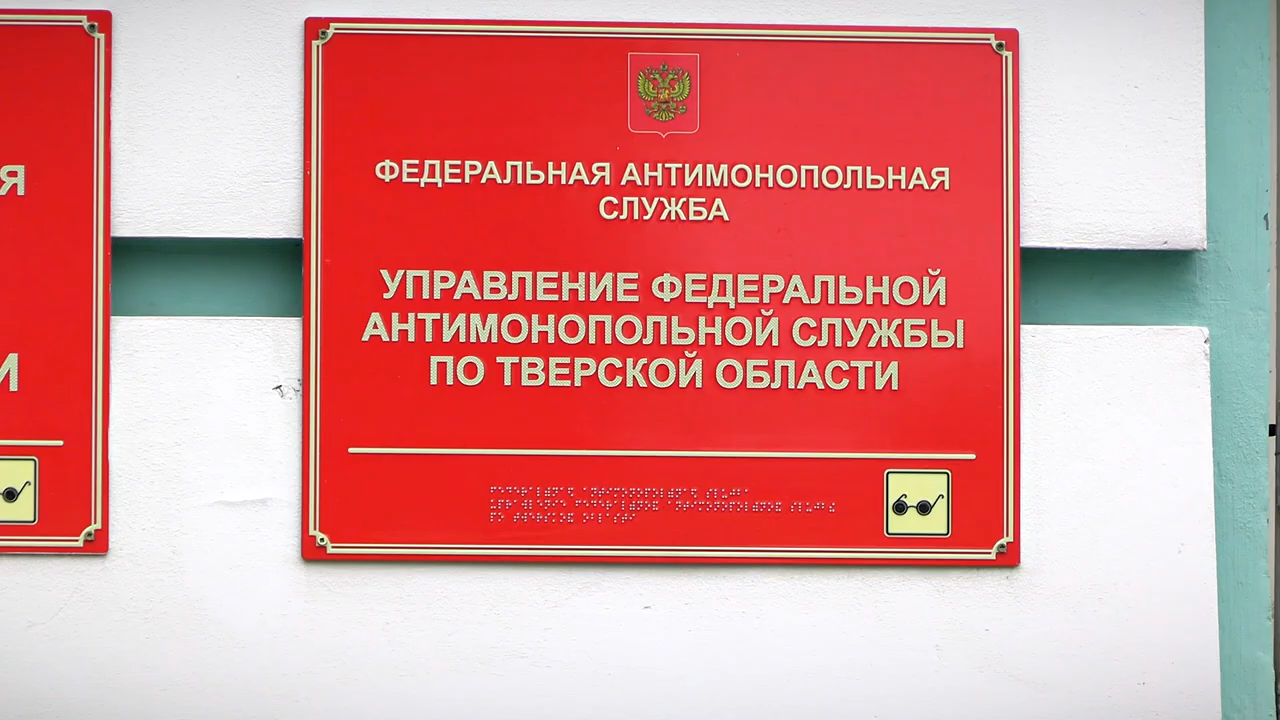 ФЕДЕРАЛЬНАЯ АНТИМОНОПОЛЬНАЯ
СЛУЖБА
УПРАВЛЕНИЕ ФЕДЕРАЛЬНОЙ
АНТИМОНОПОЛЬНОЙ СЛУЖБЫ
ПО ТВЕРСКОЙ ОБЛАСТИ